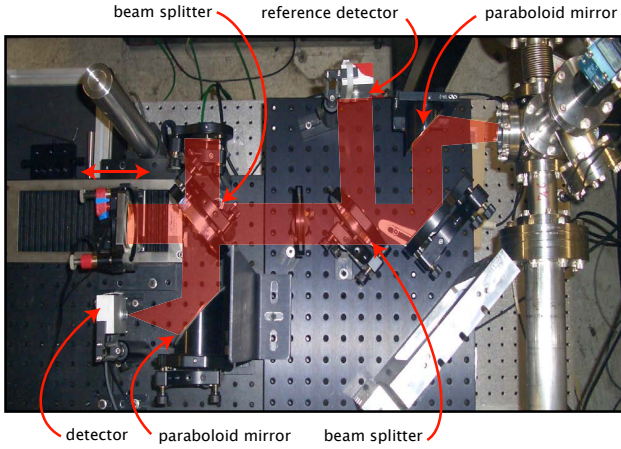 beam splitter
reference detector
paraboloid mirror
detector
paraboloid mirror
beam splitter